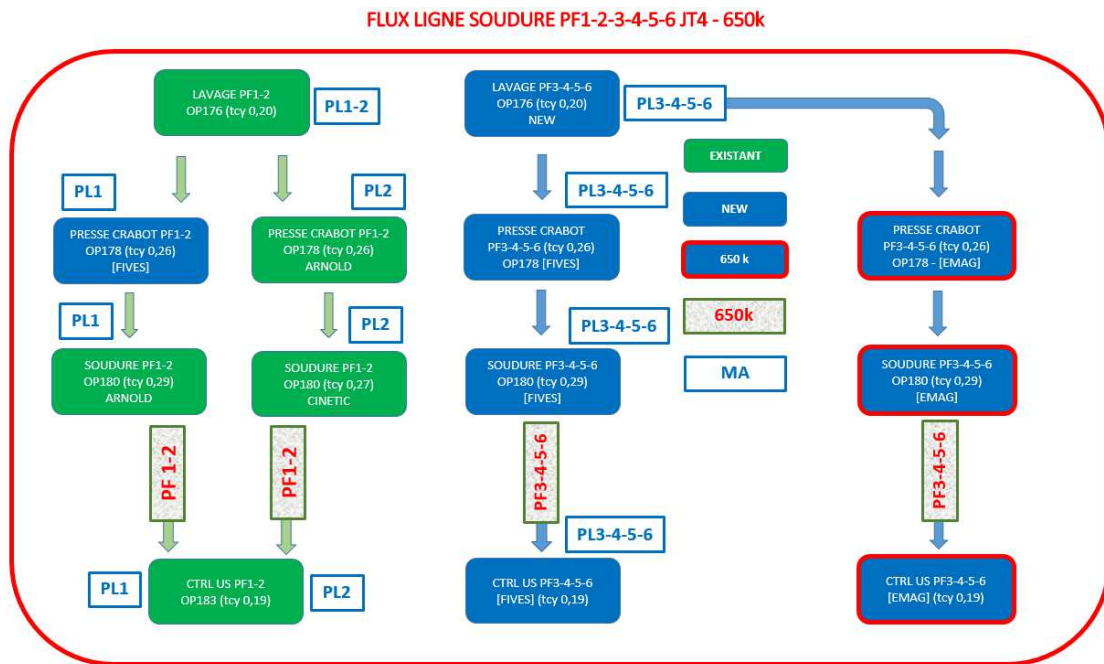 FLUX LIGNE SOUDURE PF1-2-3-4-5-6 JT4 - 650k
LAVAGE PF1-2
OP176 (tcy 0,20)
PL1-2
LAVAGE PF3-4-5-6
OP176 (tcy 0,20)
NEW
PL3-4-5-6
EXISTANT
PL1
PL2
PL3-4-5-6
NEW
PRESSE CRABOT PF1-2
OP178 (tcy 0,26)
[FIVES]
PRESSE CRABOT PF1-2
OP178 (tcy 0,26)
ARNOLD
PRESSE CRABOT
PF3-4-5-6 (tcy 0,26)
OP178 [FIVES]
650 k
PRESSE CRABOT
PF3-4-5-6 (tcy 0,26)
OP178 - [EMAG]
PL1
PL2
PL3-4-5-6
650k
SOUDURE PF1-2
OP180 (tcy 0,29)
ARNOLD
SOUDURE PF1-2
OP180 (tcy 0,27)
CINETIC
SOUDURE PF3-4-5-6
OP180 (tcy 0,29)
[FIVES]
MA
SOUDURE PF3-4-5-6
OP180 (tcy 0,29)
[EMAG]
PF 1-2
PF1-2
PF3-4-5-6
PF3-4-5-6
PL3-4-5-6
PL1
CTRL US PF1-2
OP183 (tcy 0,19)
PL2
CTRL US PF3-4-5-6
[FIVES] (tcy 0,19)
CTRL US PF3-4-5-6
[EMAG] (tcy 0,19)